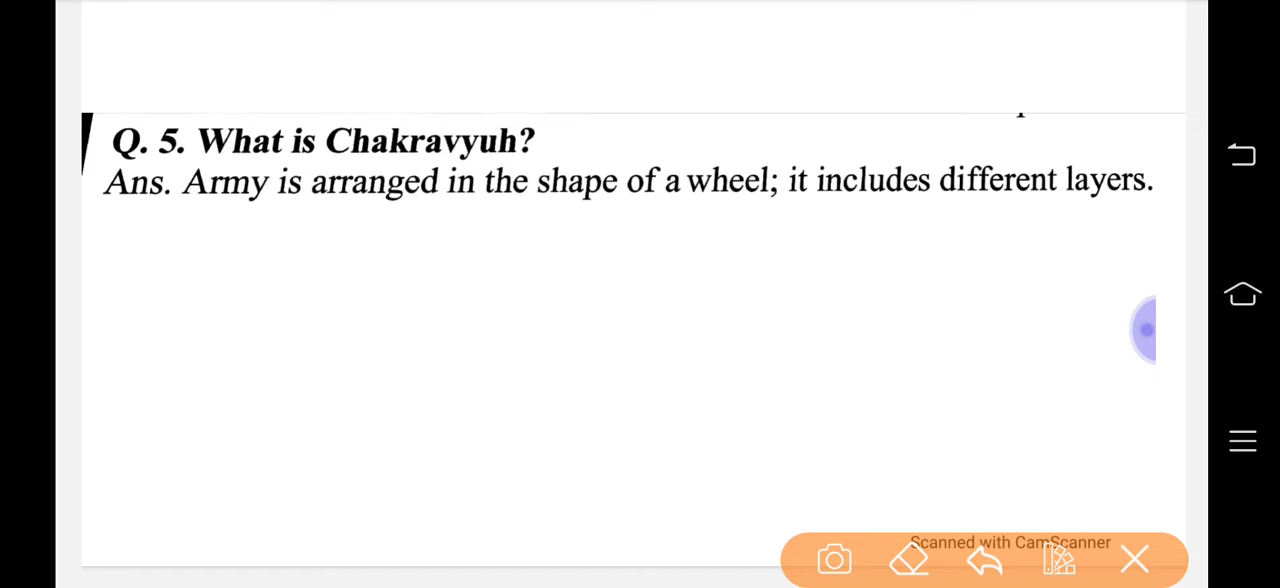 Q. 5. What is Chakravyuh?
Ans. Army is arranged in the shape of a wheel; it includes different layers.
Scanned with CamScanner